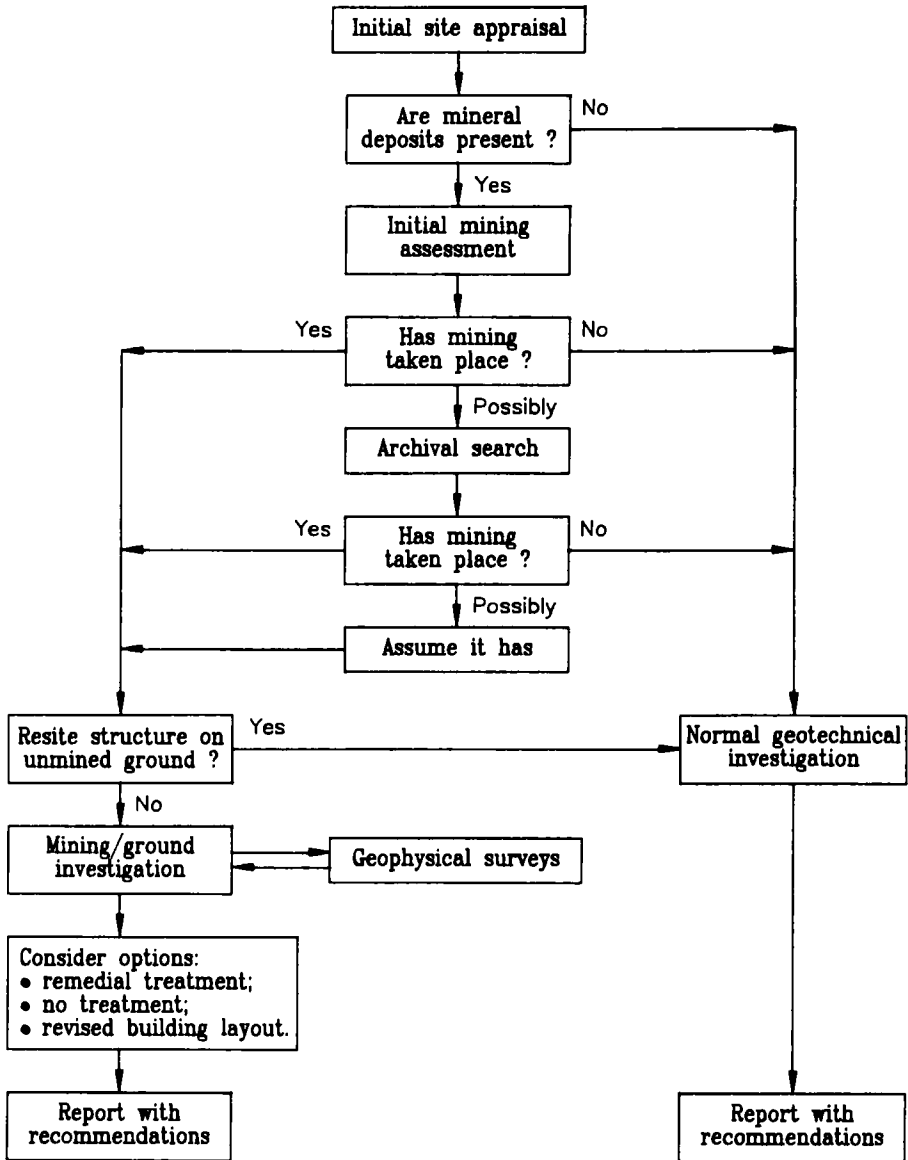 Initial site appraisal
Are mineral
deposits present ?
No
Yes
Initial mining
assessment
Yes
Has mining
taken place ?
No
Possibly
Archival search
Yes
Has mining
taken place ?
No
Possibly
Assume it has
Resite structure on
unmined ground ?
Yes
Normal geotechnical
investigation
No
Mining/ground
investigation
Geophysical surveys
Consider options:
• remedial treatment;
• no treatment;
• revised building layout.
Report with
recommendations
Report with
recommendations